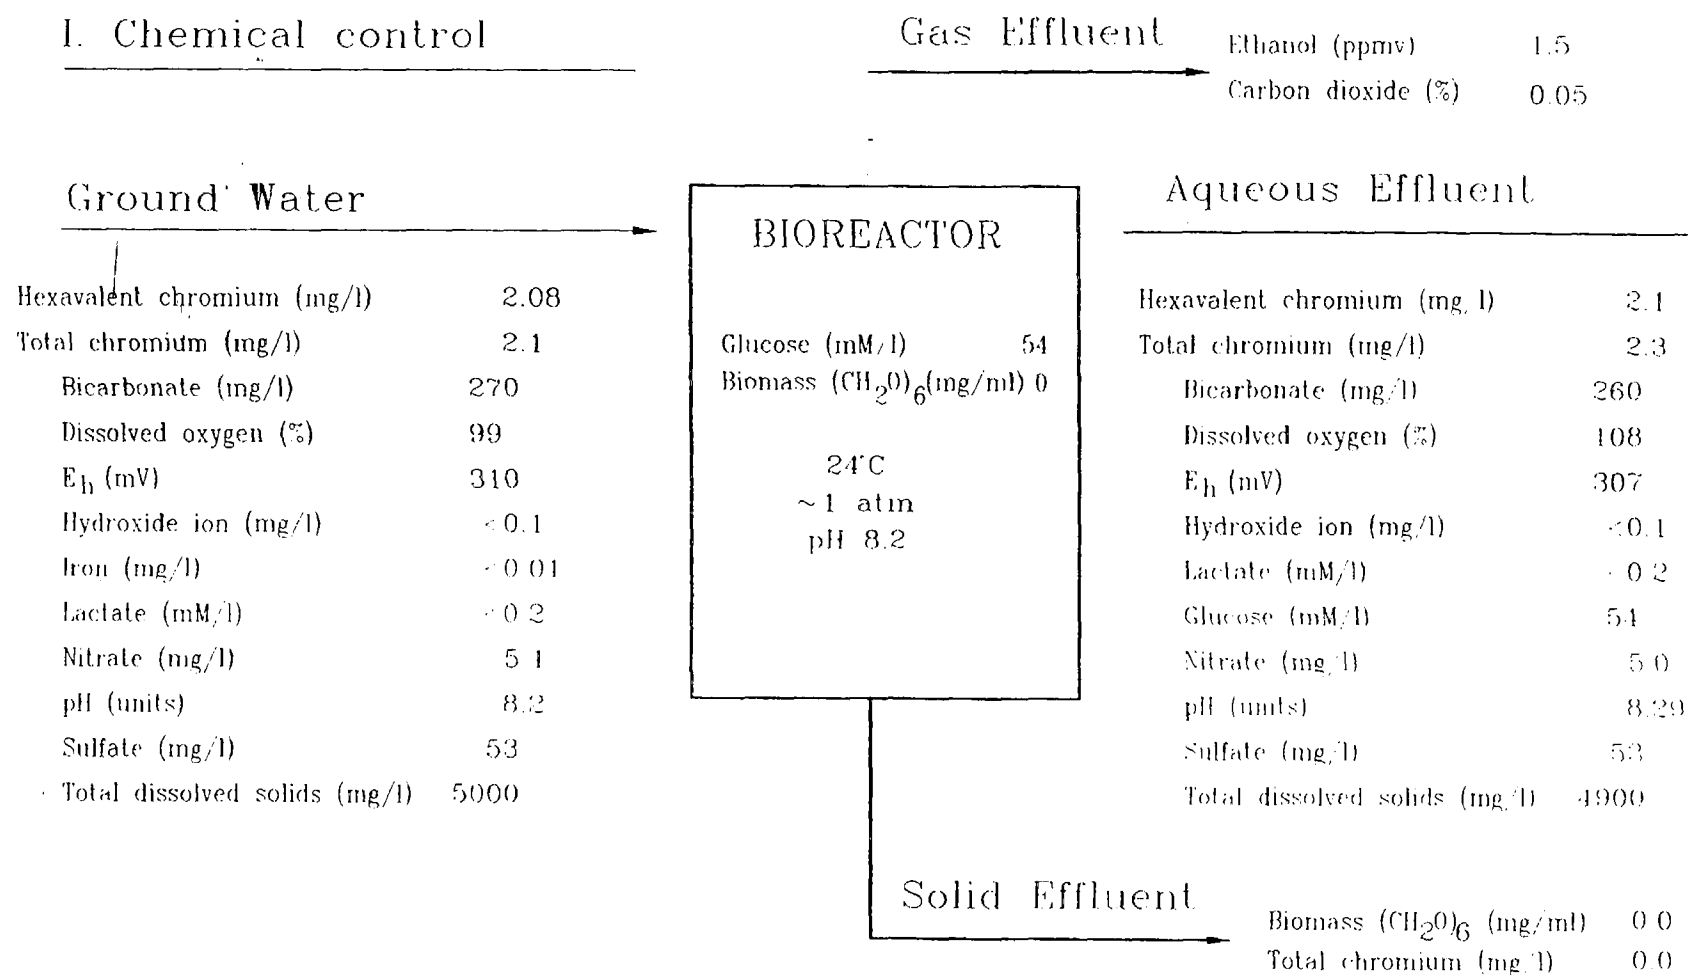 I. Chemical control
Gas Effluent
Ethanol (ppmv) 1.5
Carbon dioxide (%) 0.05
Ground Water
Hexavalent chromium (mg/l) 2.08
Total chromium (mg/l) 2.1
Bicarbonate (mg/l) 270
Dissolved oxygen (%) 99
Eh (mV) 310
Hydroxide ion (mg/l) <0.1
Iron (mg/l) <0.01
Lactate (mM/l) <0.2
Nitrate (mg/l) 5.1
pH (units) 8.2
Sulfate (mg/l) 53
Total dissolved solids (mg/l) 5000
BIOREACTOR
Glucose (mM/l) 54
Biomass (CH2O)6(mg/ml) 0
24°C
~1 atm
pH 8.2
Aqueous Effluent
Hexavalent chromium (mg/l) 2.1
Total chromium (mg/l) 2.3
Bicarbonate (mg/l) 260
Dissolved oxygen (%) 108
Eh (mV) 307
Hydroxide ion (mg/l) <0.1
Lactate (mM/l) <0.2
Glucose (mM/l) 54
Nitrate (mg/l) 5.0
pH (units) 8.29
Sulfate (mg/l) 53
Total dissolved solids (mg/l) 4900
Solid Effluent
Biomass (CH2O)6 (mg/ml) 0.0
Total chromium (mg/l) 0.0